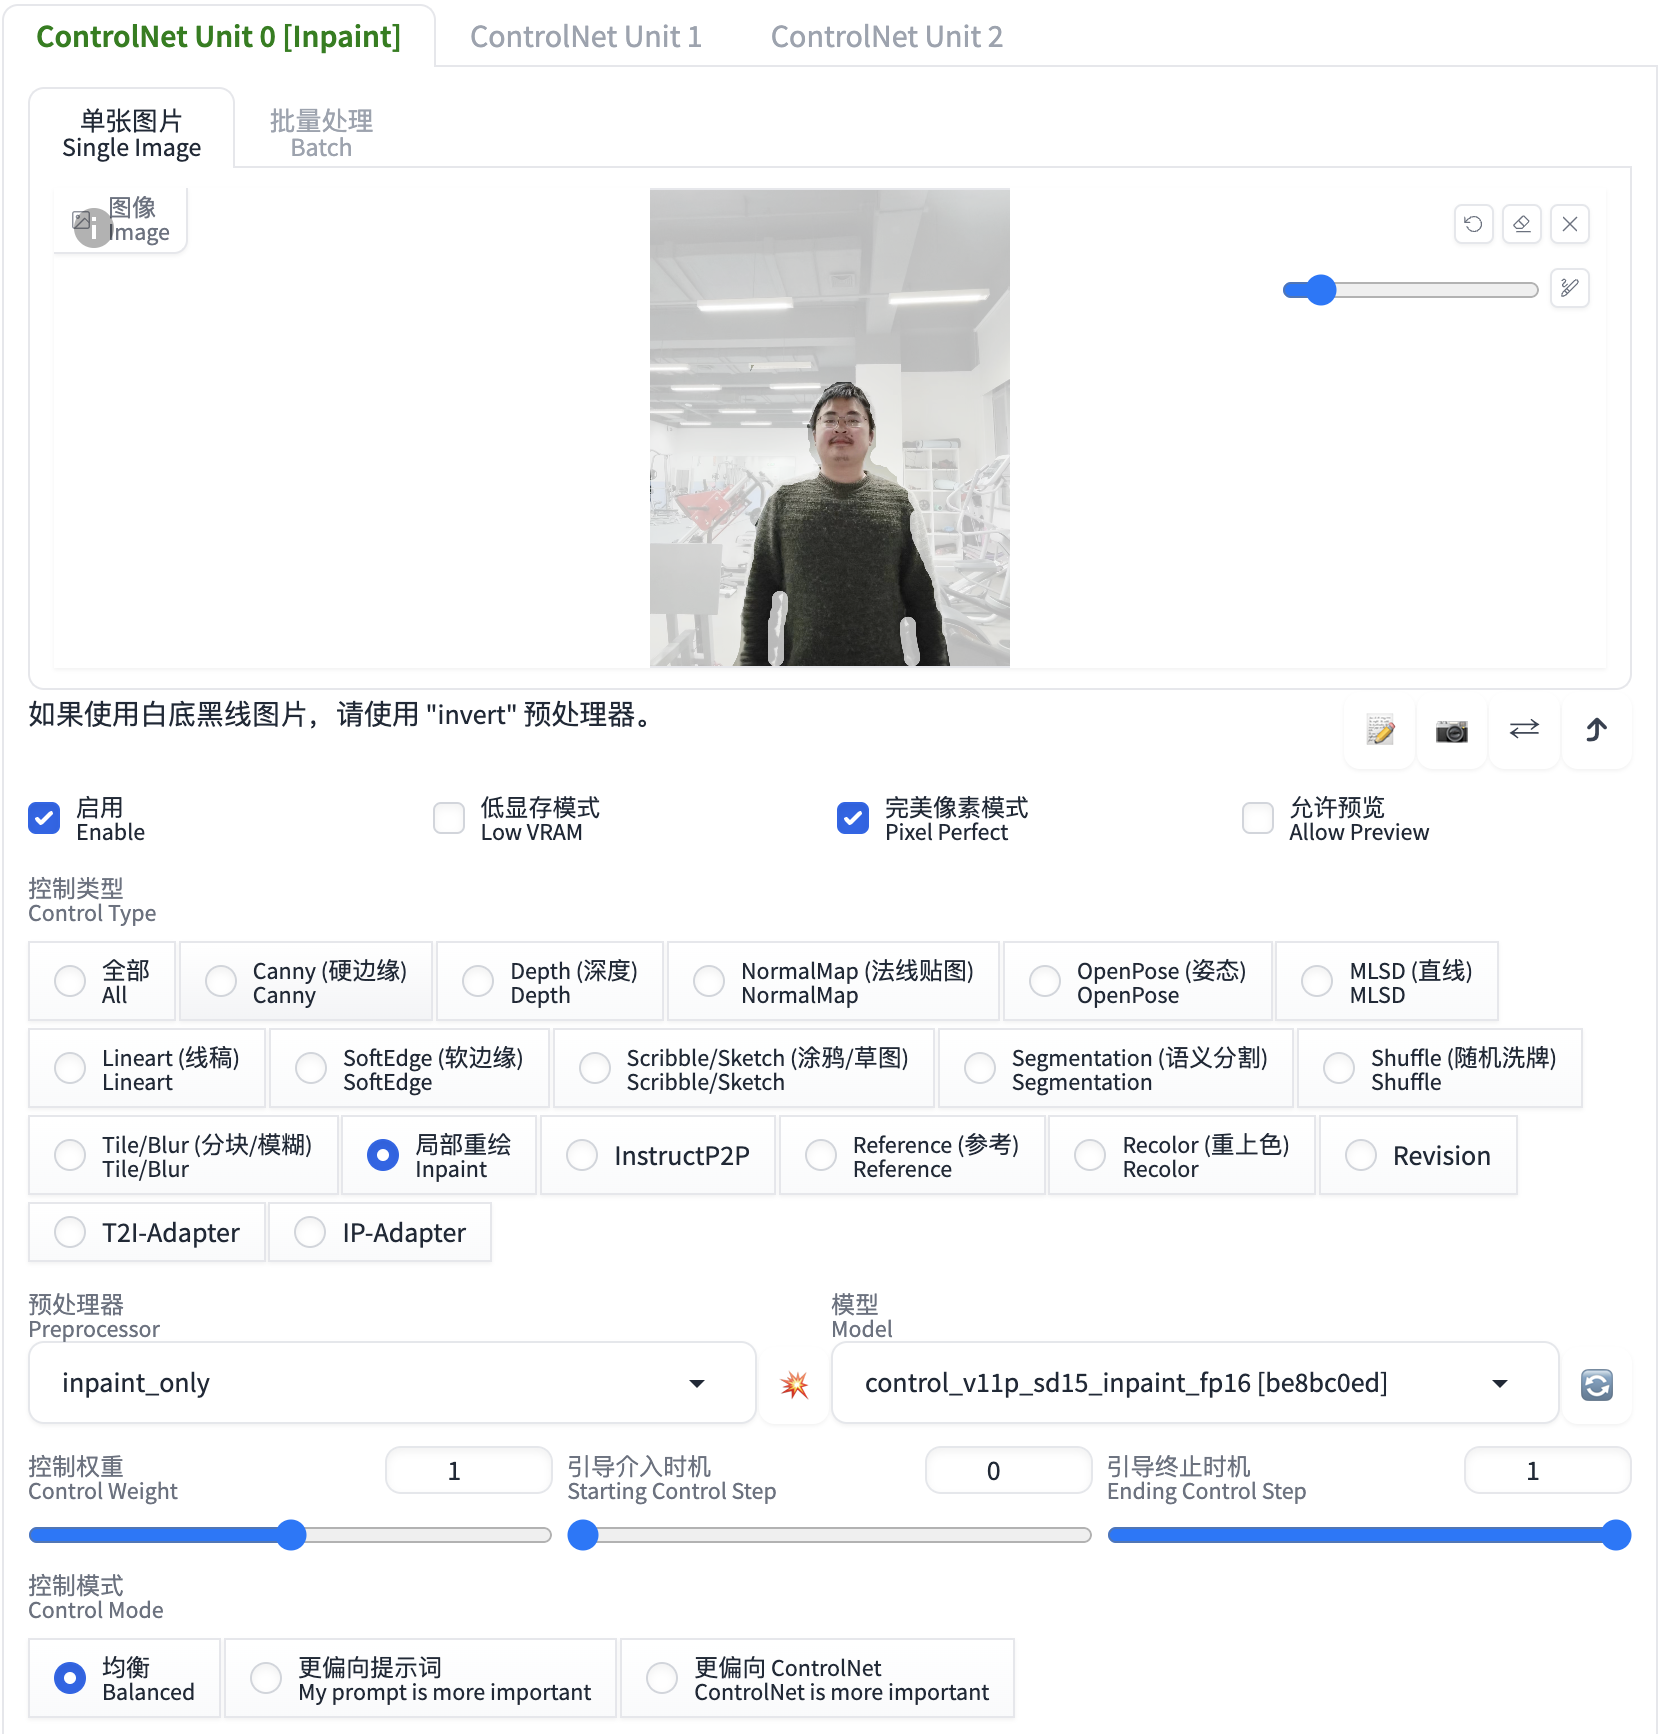 ControlNet Unit 0 [Inpaint]
ControlNet Unit 1
ControlNet Unit 2
单张图片
Single Image
批量处理
Batch
图像
Image
如果使用白底黑线图片，请使用 "invert" 预处理器。
启用
Enable
低显存模式
Low VRAM
完美像素模式
Pixel Perfect
允许预览
Allow Preview
控制类型
Control Type
全部
All
Canny (硬边缘)
Canny
Depth (深度)
Depth
NormalMap (法线贴图)
NormalMap
OpenPose (姿态)
OpenPose
MLSD (直线)
MLSD
Lineart (线稿)
Lineart
SoftEdge (软边缘)
SoftEdge
Scribble/Sketch (涂鸦/草图)
Scribble/Sketch
Segmentation (语义分割)
Segmentation
Shuffle (随机洗牌)
Shuffle
Tile/Blur (分块/模糊)
Tile/Blur
局部重绘
Inpaint
InstructP2P
Reference (参考)
Reference
Recolor (重上色)
Recolor
Revision
T2I-Adapter
IP-Adapter
预处理器
Preprocessor
inpaint_only
模型
Model
control_v11p_sd15_inpaint_fp16 [be8bc0ed]
控制权重
Control Weight
1
引导介入时机
Starting Control Step
0
引导终止时机
Ending Control Step
1
控制模式
Control Mode
均衡
Balanced
更偏向提示词
My prompt is more important
更偏向 ControlNet
ControlNet is more important